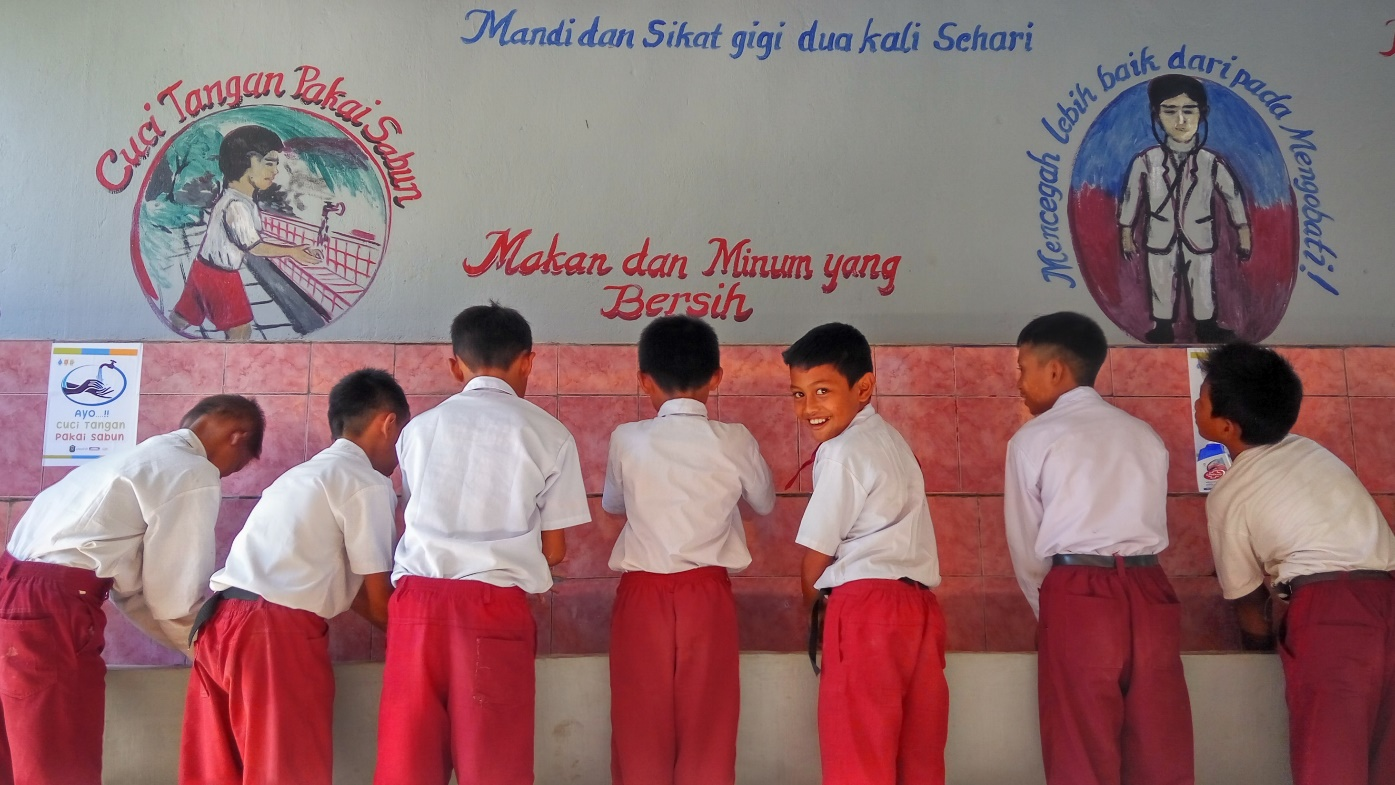 Mandi dan Sikat gigi dua kali Sehari
Cuci Tangan Pakai Sabun
Mencegah lebih baik daripada Mengobati!
Makan dan Minum yang
Bersih
AYO...!!
Cuci Tangan
Pakai Sabun